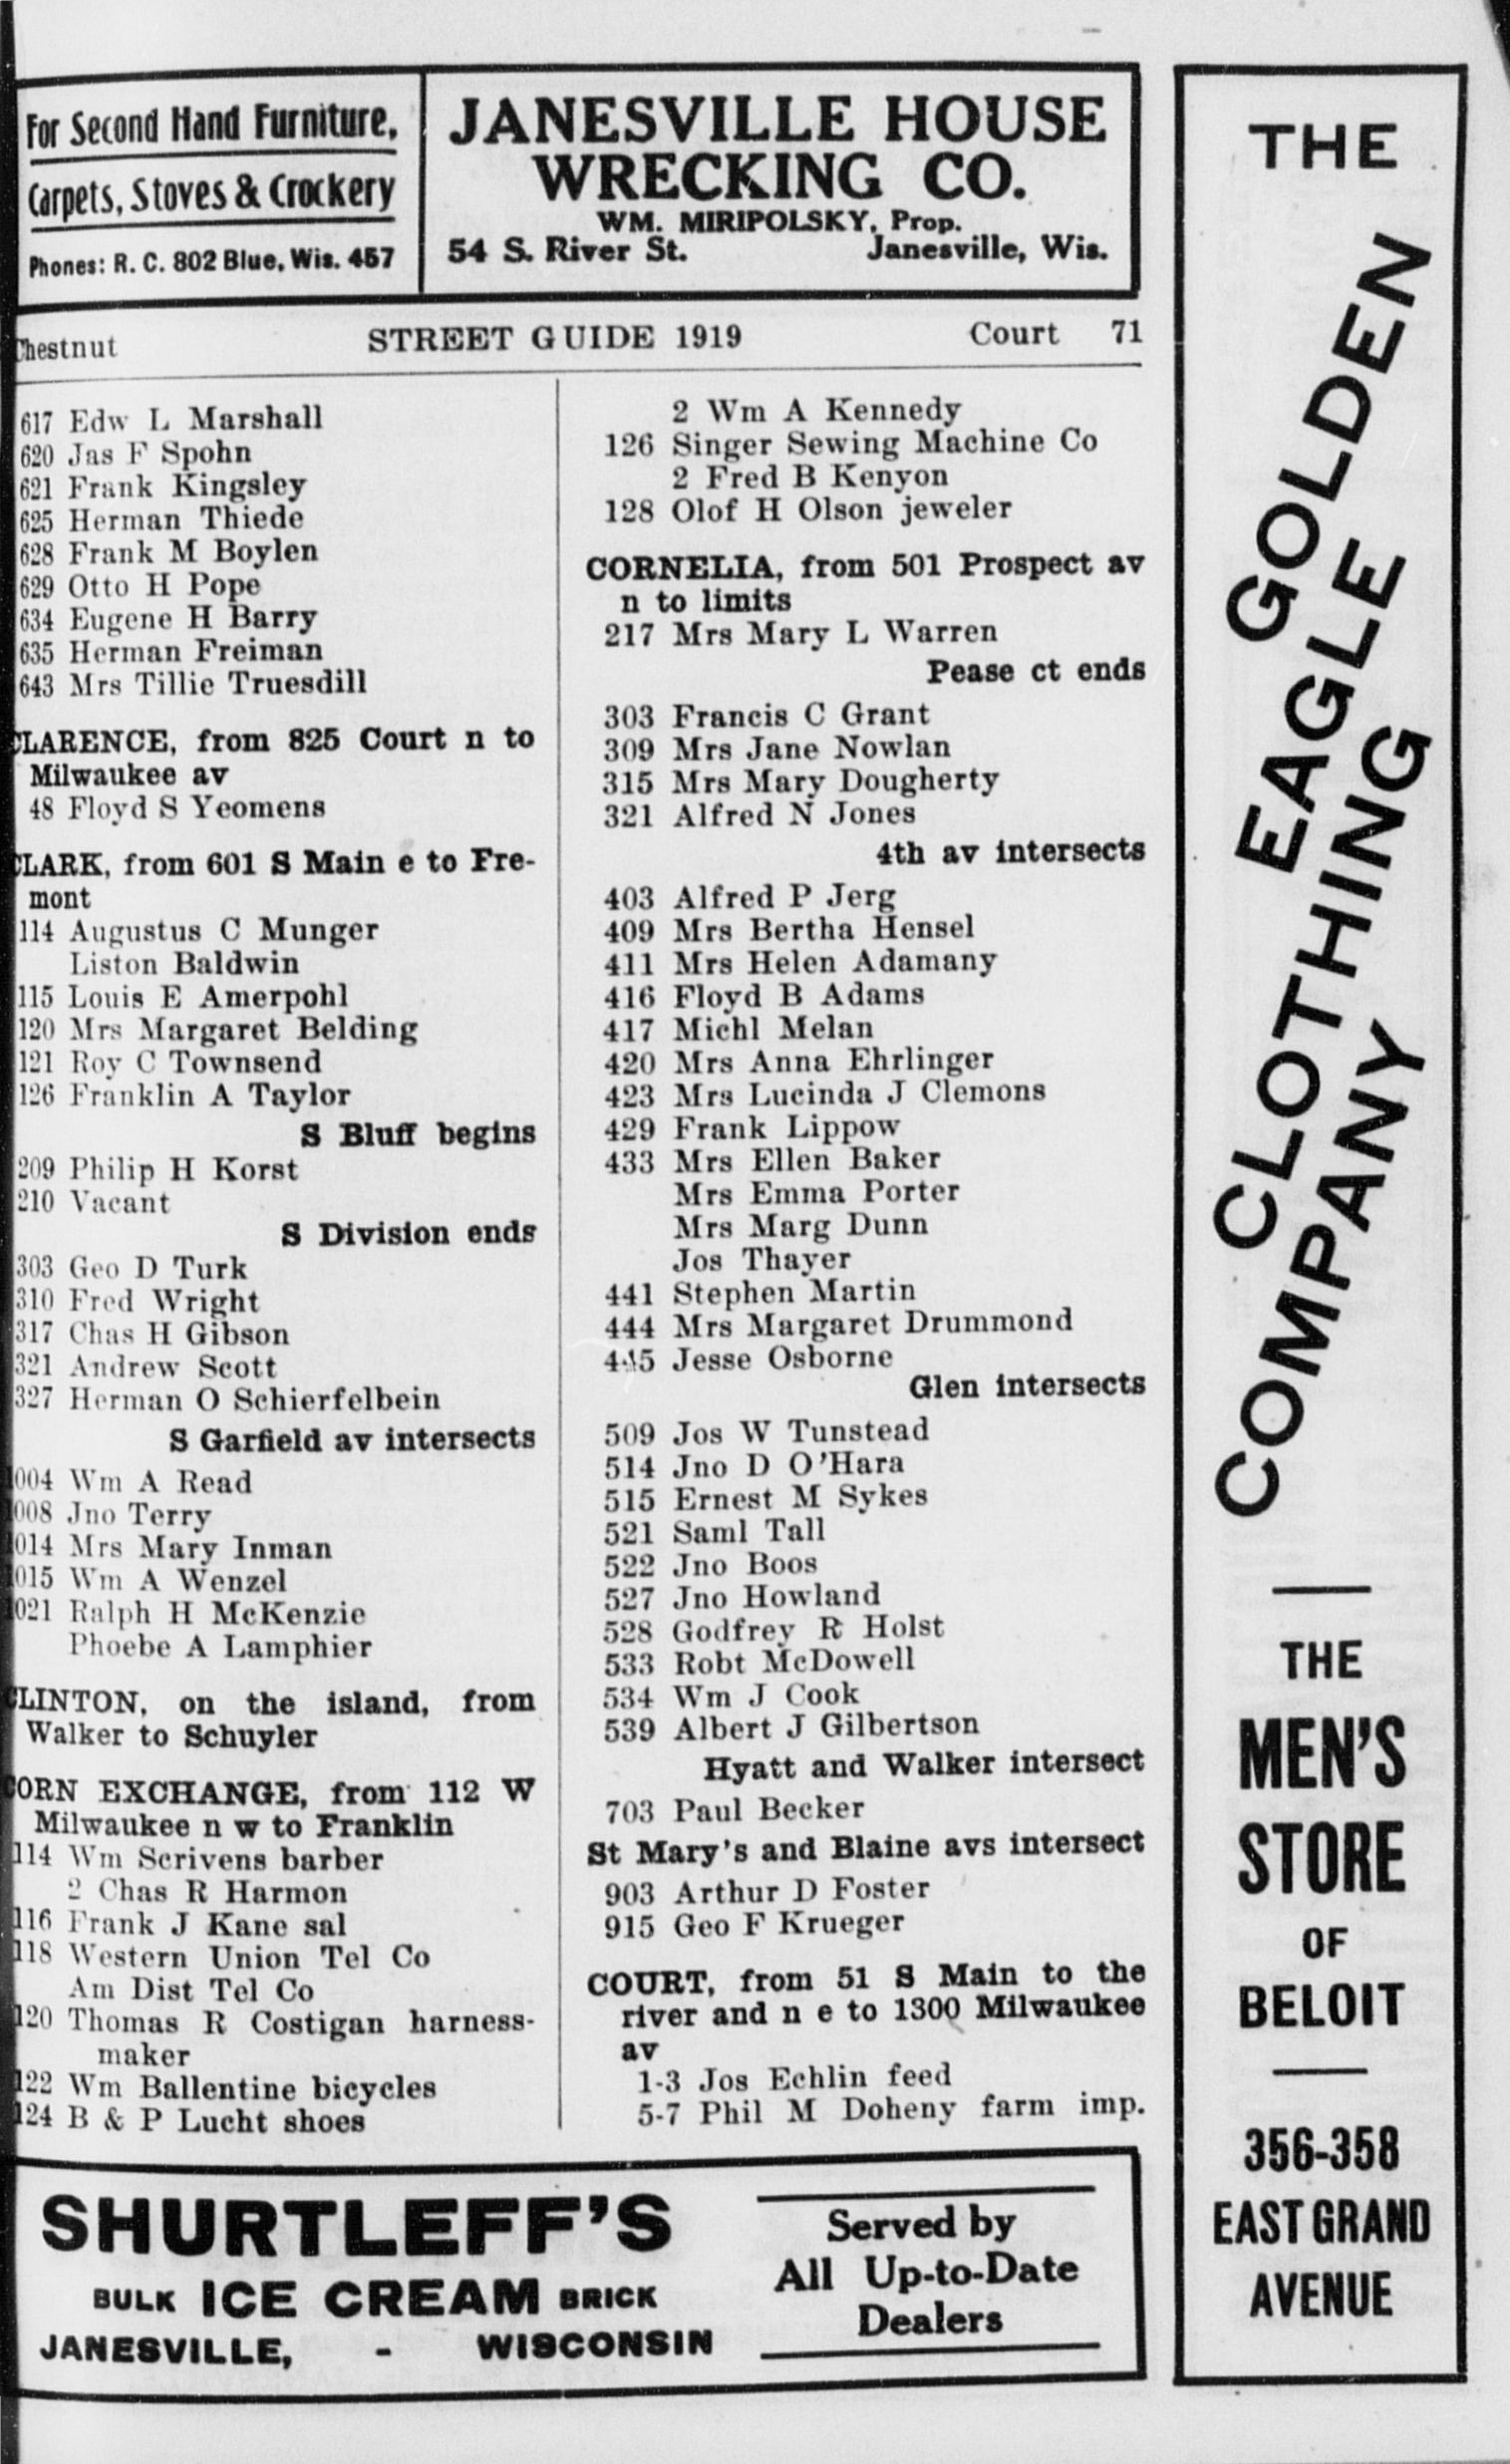 For Second Hand Furniture,
Carpets, Stoves & Crockery
Phones: R. C. 802 Blue, Wis. 457
JANESVILLE HOUSE
WRECKING CO.
WM. MIRIPOLSKY, Prop.
54 S. River St. Janesville, Wis.
Chestnut STREET GUIDE 1919 Court 71
617 Edw L Marshall
620 Jas F Spohn
621 Frank Kingsley
625 Herman Thiede
628 Frank M Boylen
629 Otto H Pope
634 Eugene H Barry
635 Herman Freiman
643 Mrs Tillie Truesdill
CLARENCE, from 825 Court n to
Milwaukee av
48 Floyd S Yeomens
CLARK, from 601 S Main e to Fre-
mont
114 Augustus C Munger
Liston Baldwin
115 Louis E Amerpohl
120 Mrs Margaret Belding
121 Roy C Townsend
126 Franklin A Taylor
S Bluff begins
209 Philip H Korst
210 Vacant
S Division ends
303 Geo D Turk
310 Fred Wright
317 Chas H Gibson
321 Andrew Scott
327 Herman O Schierfelbein
S Garfield av intersects
1004 Wm A Read
1008 Jno Terry
1014 Mrs Mary Inman
1015 Wm A Wenzel
1021 Ralph H McKenzie
Phoebe A Lamphier
CLINTON, on the island, from
Walker to Schuyler
CORN EXCHANGE, from 112 W
Milwaukee n w to Franklin
114 Wm Scrivens barber
2 Chas R Harmon
116 Frank J Kane sal
118 Western Union Tel Co
Am Dist Tel Co
120 Thomas R Costigan harness-
maker
122 Wm Ballentine bicycles
124 B & P Lucht shoes
2 Wm A Kennedy
126 Singer Sewing Machine Co
2 Fred B Kenyon
128 Olof H Olson jeweler
CORNELIA, from 501 Prospect av
n to limits
217 Mrs Mary L Warren
Pease ct ends
303 Francis C Grant
309 Mrs Jane Nowlan
315 Mrs Mary Dougherty
321 Alfred N Jones
4th av intersects
403 Alfred P Jerg
409 Mrs Bertha Hensel
411 Mrs Helen Adamany
416 Floyd B Adams
417 Michl Melan
420 Mrs Anna Ehrlinger
423 Mrs Lucinda J Clemons
429 Frank Lippow
433 Mrs Ellen Baker
Mrs Emma Porter
Mrs Marg Dunn
Jos Thayer
441 Stephen Martin
444 Mrs Margaret Drummond
445 Jesse Osborne
Glen intersects
509 Jos W Tunstead
514 Jno D O'Hara
515 Ernest M Sykes
521 Saml Tall
522 Jno Boos
527 Jno Howland
528 Godfrey R Holst
533 Robt McDowell
534 Wm J Cook
539 Albert J Gilbertson
Hyatt and Walker intersect
703 Paul Becker
St Mary's and Blaine avs intersect
903 Arthur D Foster
915 Geo F Krueger
COURT, from 51 S Main to the
river and n e to 1300 Milwaukee
av
1-3 Jos Echlin feed
5-7 Phil M Doheny farm imp.
SHURTLEFF'S
BULK ICE CREAM BRICK
JANESVILLE, - WISCONSIN
Served by
All Up-to-Date
Dealers
THE
GOLDEN
EAGLE
CLOTHING
COMPANY
THE
MEN'S
STORE
OF
BELOIT
356-358
EAST GRAND
AVENUE